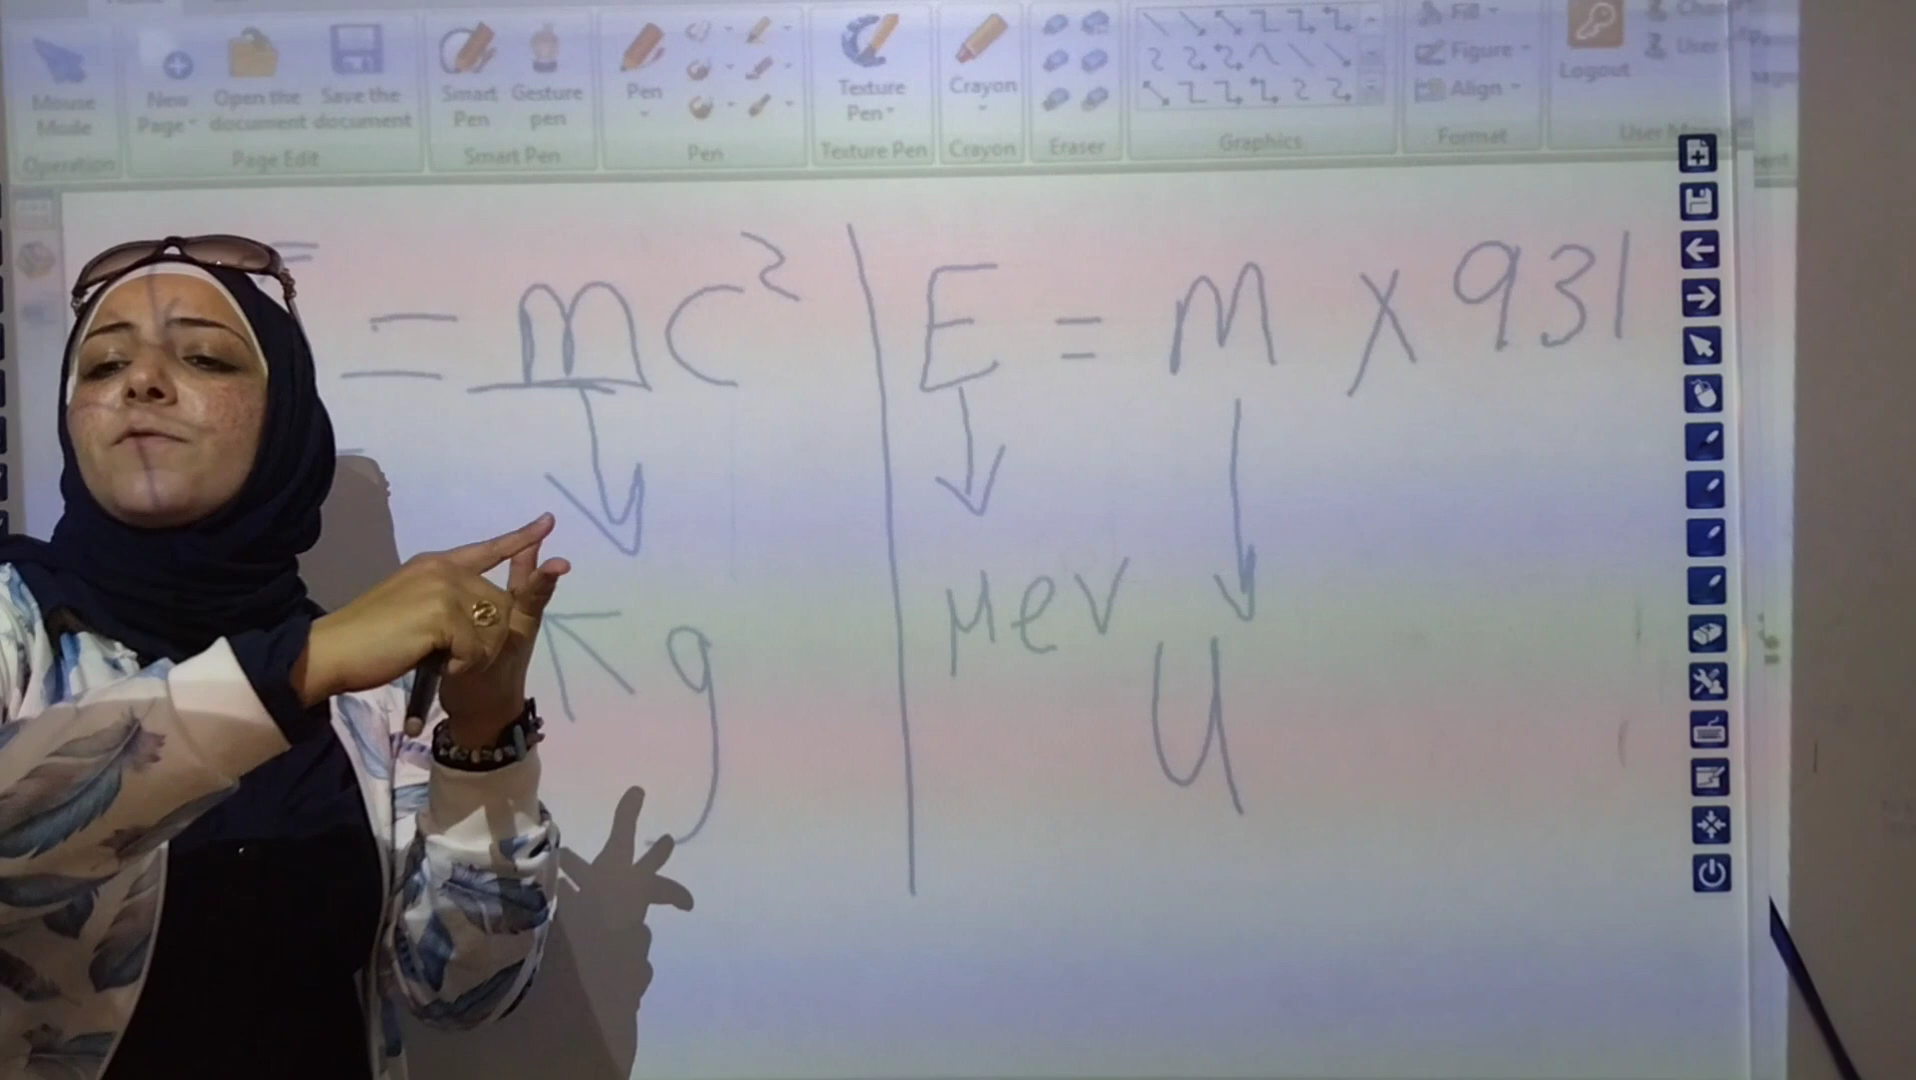 Mouse Mode
Operation
New Page
Open the document
Save the document
Page Edit
Smart Pen
Gesture pen
Smart Pen
Pen
Pen
Texture Pen
Texture Pen
Crayon
Crayon
Eraser
Graphics
Fill
Figure
Align
Format
Logout
User
= mc²
E = M × 931
g
Mev
u